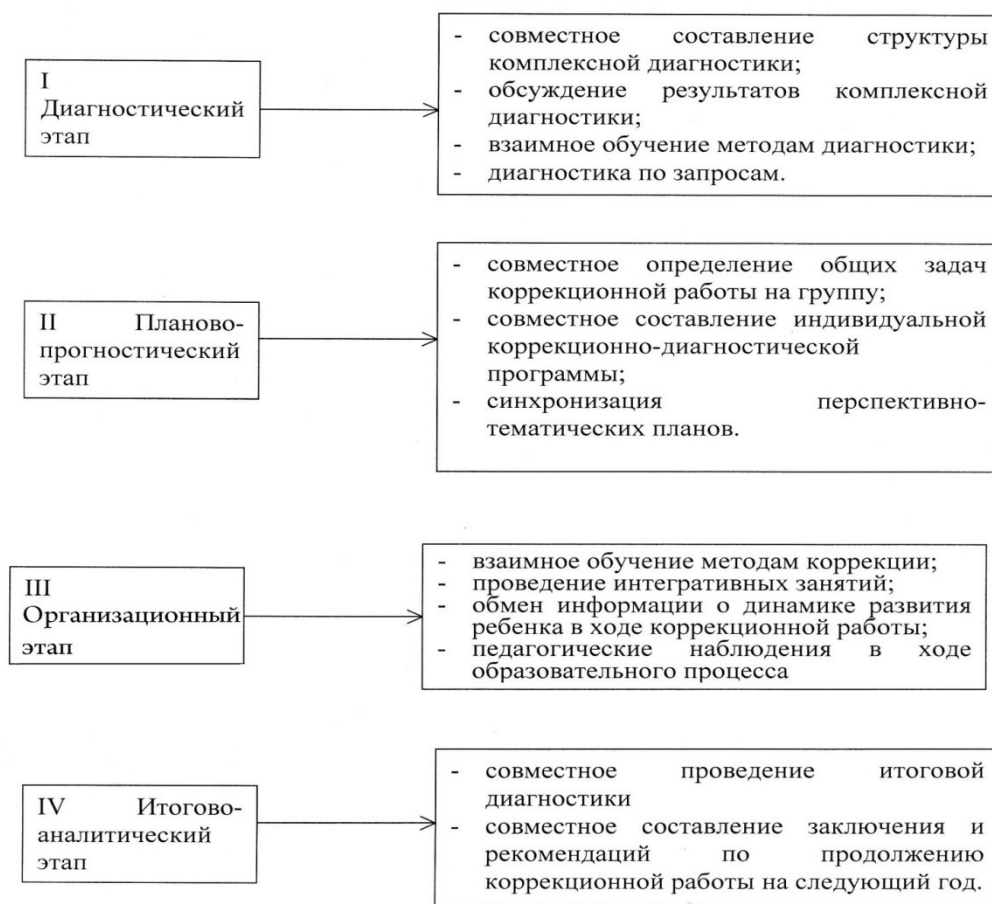 I
Диагностический
этап
- совместное составление структуры
комплексной диагностики;
- обсуждение результатов комплексной
диагностики;
- взаимное обучение методам диагностики;
- диагностика по запросам.
II Планово-
прогностический
этап
- совместное определение общих задач
коррекционной работы на группу;
- совместное составление индивидуальной
коррекционно-диагностической
программы;
- синхронизация перспективно-
тематических планов.
III
Организационный
этап
- взаимное обучение методам коррекции;
- проведение интегративных занятий;
- обмен информации о динамике развития
ребенка в ходе коррекционной работы;
- педагогические наблюдения в ходе
образовательного процесса
IV Итогово-
аналитический
этап
- совместное проведение итоговой
диагностики
- совместное составление заключения и
рекомендаций по продолжению
коррекционной работы на следующий год.